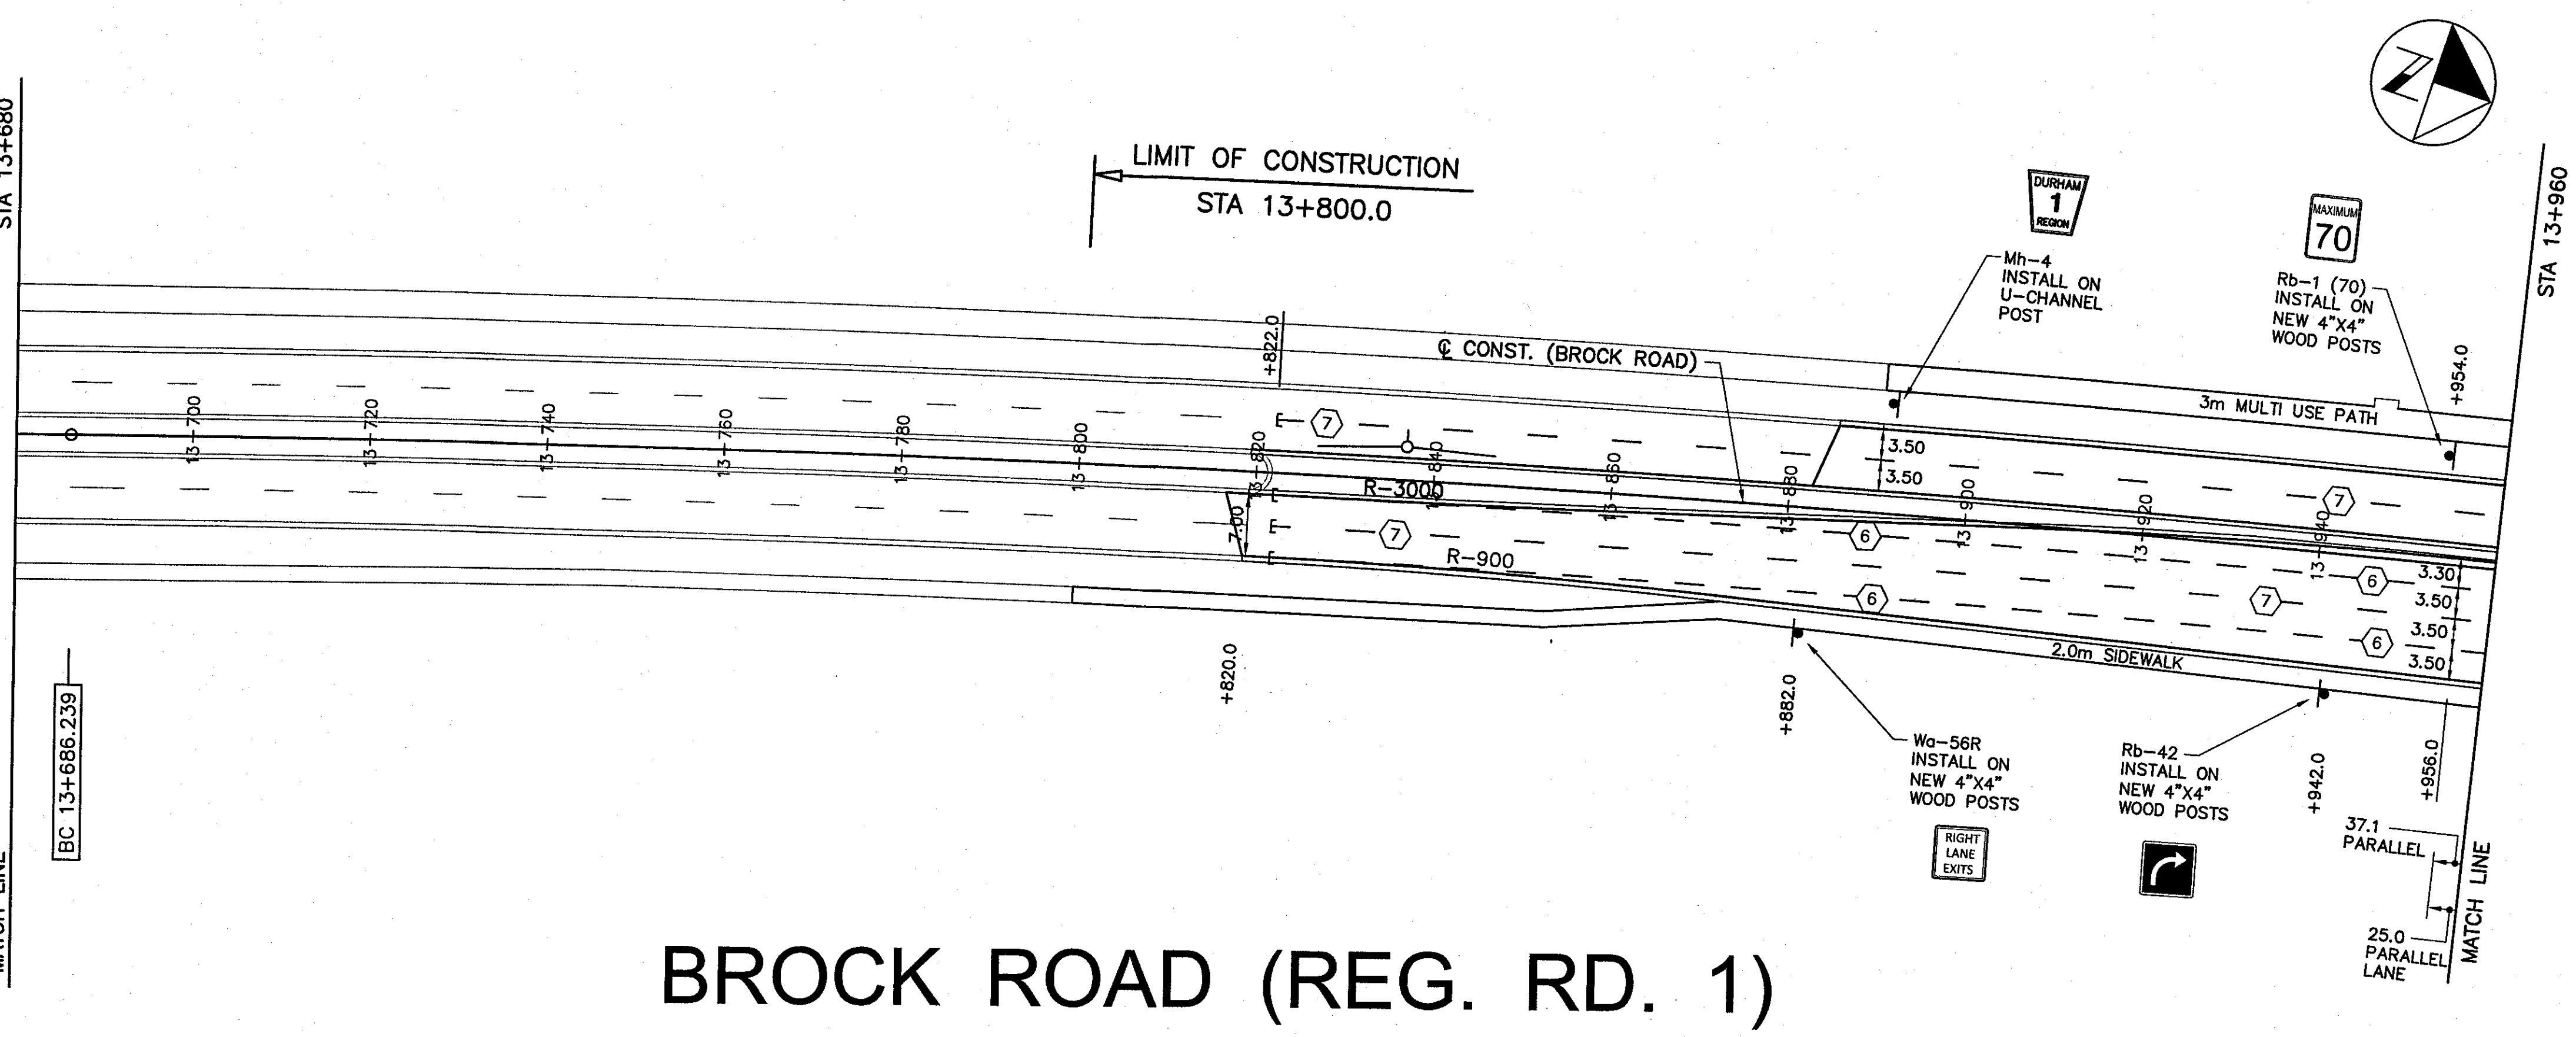 STA 13+680
LIMIT OF CONSTRUCTION
STA 13+800.0
DURHAM
1
REGION
Mh-4
INSTALL ON
U-CHANNEL
POST
MAXIMUM
70
Rb-1 (70)
INSTALL ON
NEW 4"X4"
WOOD POSTS
STA 13+960
+954.0
+822.0
℄ CONST. (BROCK ROAD)
3m MULTI USE PATH
13-700
13-720
13-740
13-760
13-780
13-800
13-820
13-840
13-860
13-880
13-900
13-920
13-940
7
3.50
3.50
7
R-3000
7.00
7
R-900
6
6
7
6
6
3.30
3.50
3.50
3.50
2.0m SIDEWALK
BC 13+686.239
+820.0
+882.0
+942.0
+956.0
Wa-56R
INSTALL ON
NEW 4"X4"
WOOD POSTS
RIGHT
LANE
EXITS
Rb-42
INSTALL ON
NEW 4"X4"
WOOD POSTS
37.1
PARALLEL
25.0
PARALLEL
LANE
MATCH LINE
MATCH LINE
BROCK ROAD (REG. RD. 1)